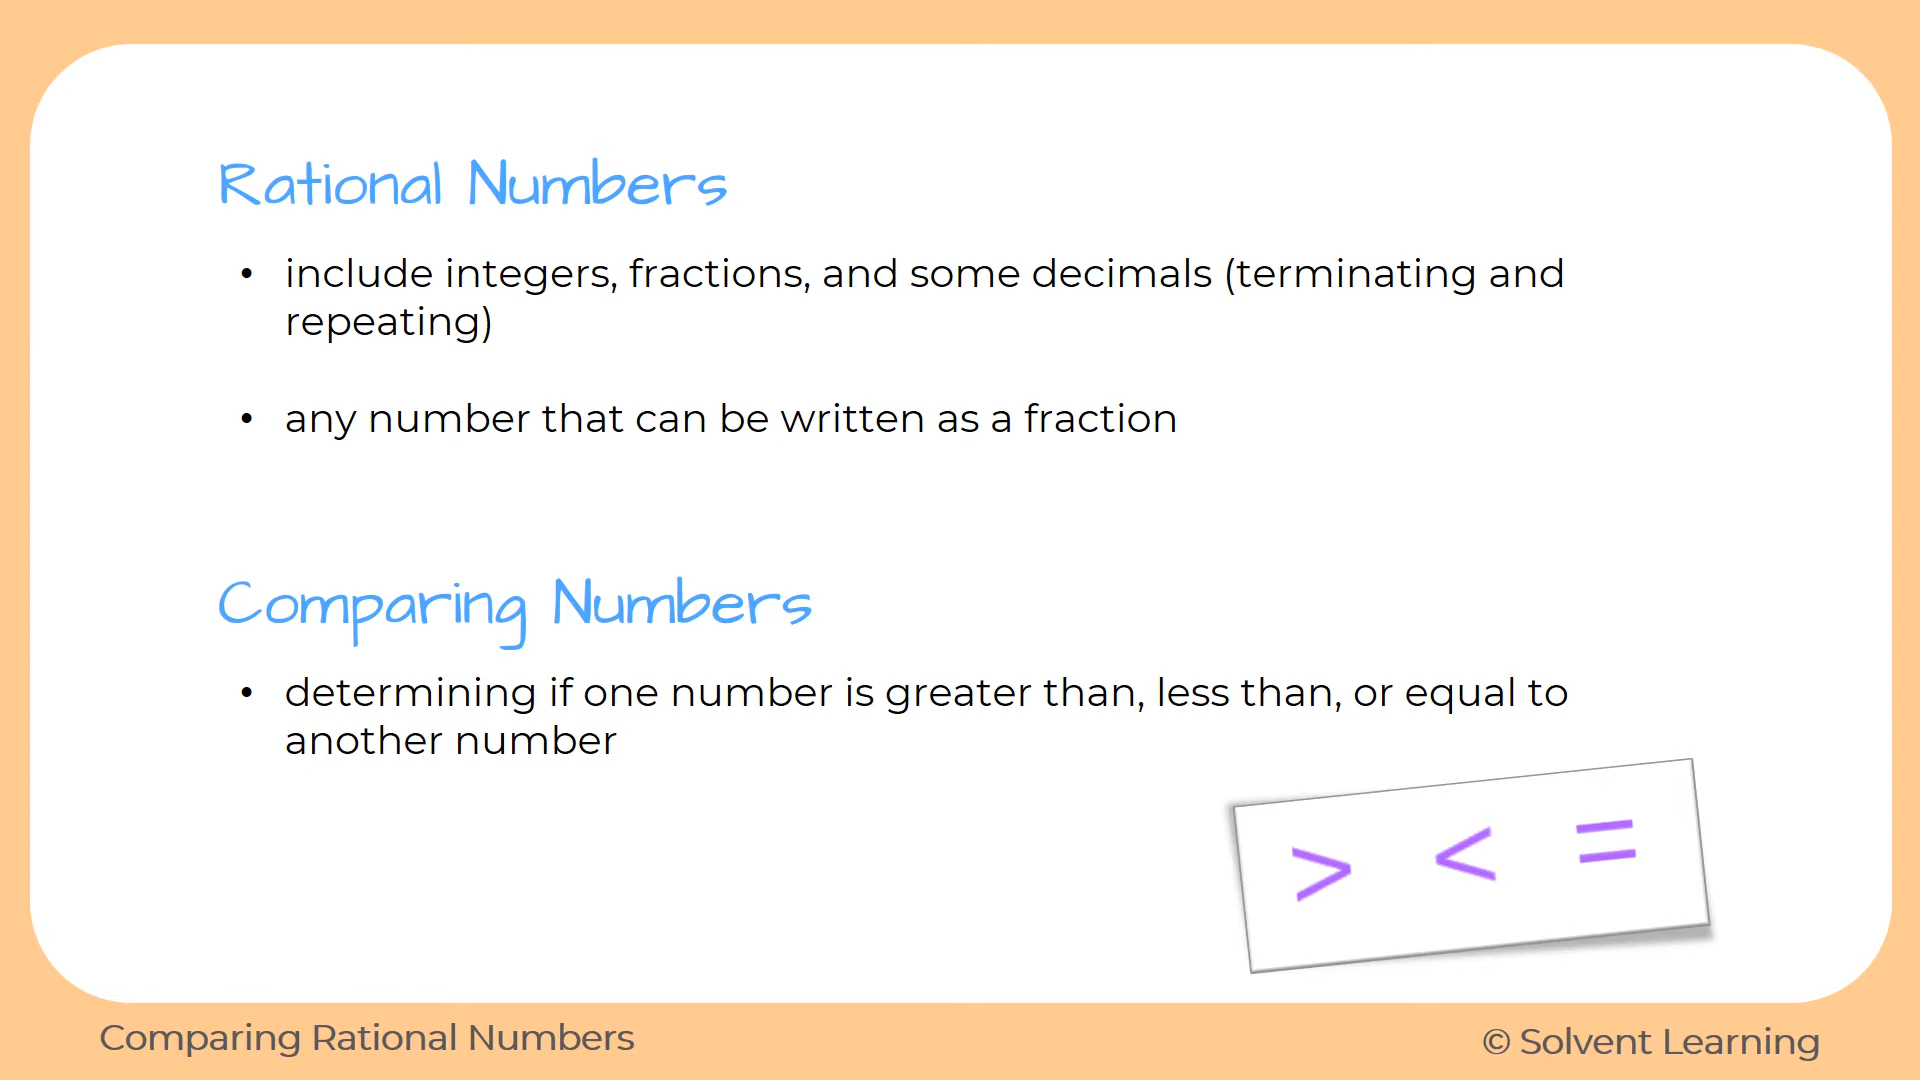 Rational Numbers
• include integers, fractions, and some decimals (terminating and
repeating)
• any number that can be written as a fraction
Comparing Numbers
• determining if one number is greater than, less than, or equal to
another number
> < =
Comparing Rational Numbers
© Solvent Learning